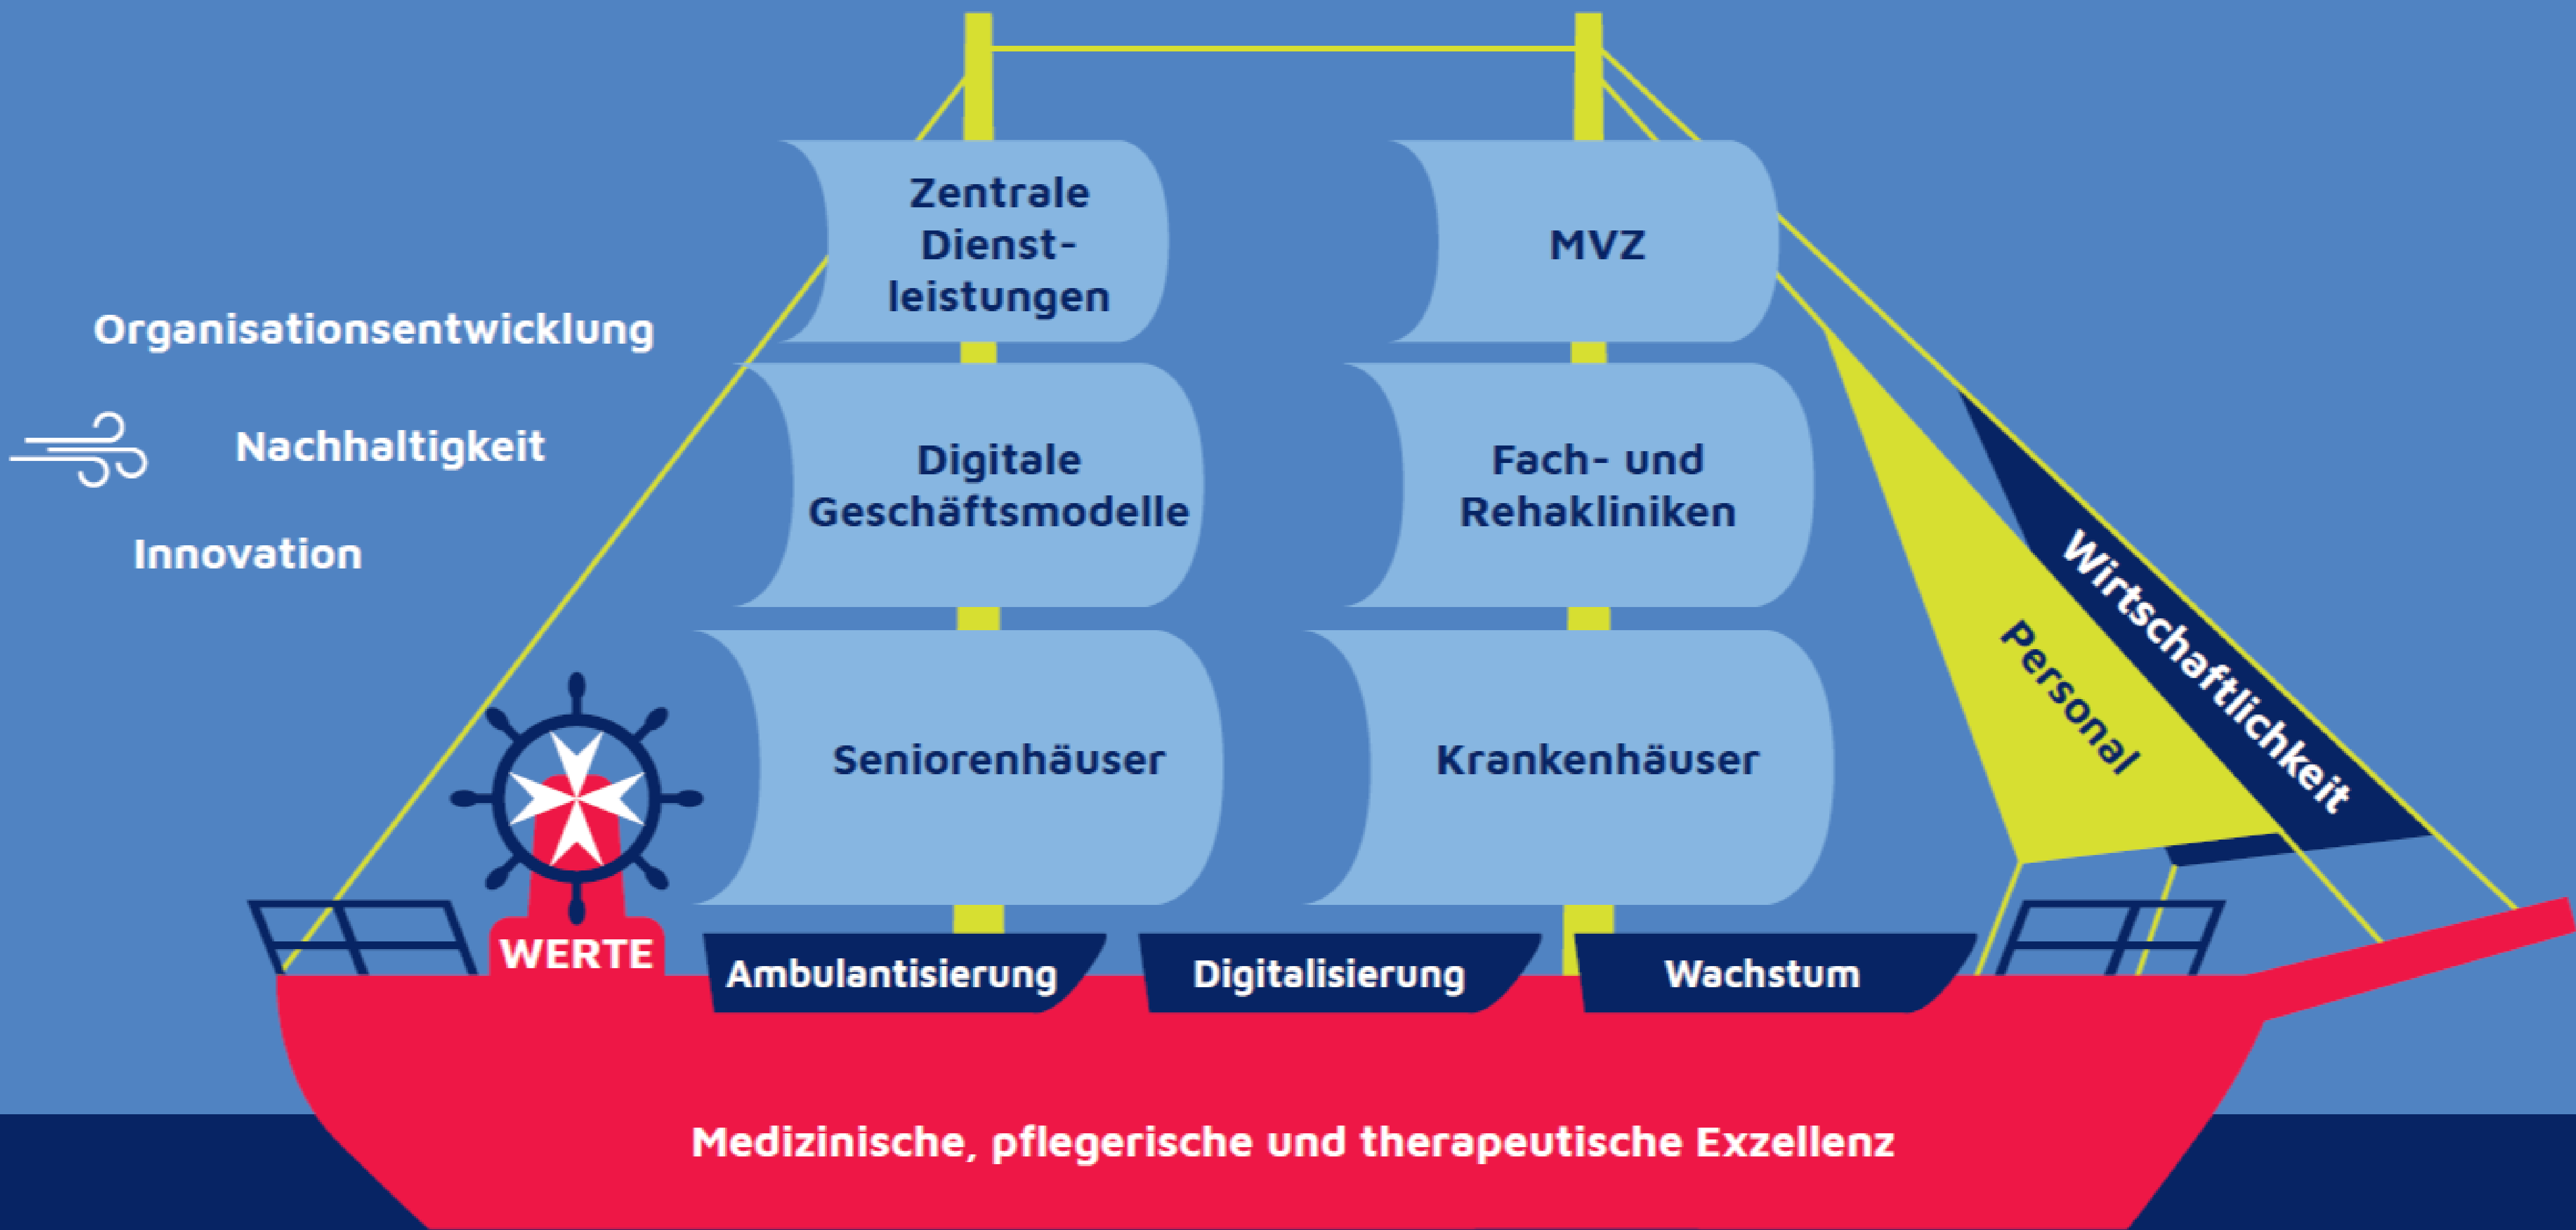 Zentrale
Dienst-
leistungen
MVZ
Organisationsentwicklung
Nachhaltigkeit
Innovation
Digitale
Geschäftsmodelle
Fach- und
Rehakliniken
Wirtschaftlichkeit
Personal
Seniorenhäuser
Krankenhäuser
WERTE
Ambulantisierung
Digitalisierung
Wachstum
Medizinische, pflegerische und therapeutische Exzellenz